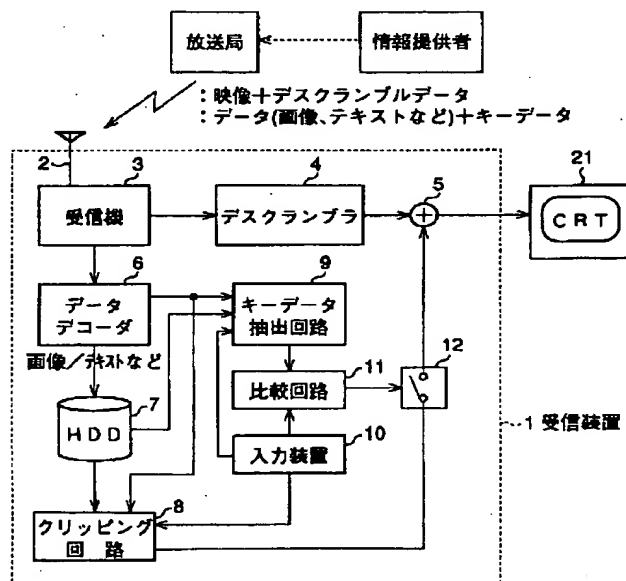 放送局
情報提供者
：映像＋デスクランブルデータ
：データ(画像、テキストなど)＋キーデータ
2
3
4
5
21
受信機
デスクランブラ
CRT
6
9
データ
デコーダ
キーデータ
抽出回路
画像／テキストなど
11
12
7
比較回路
HDD
10
1 受信装置
入力装置
8
クリッピング
回 路